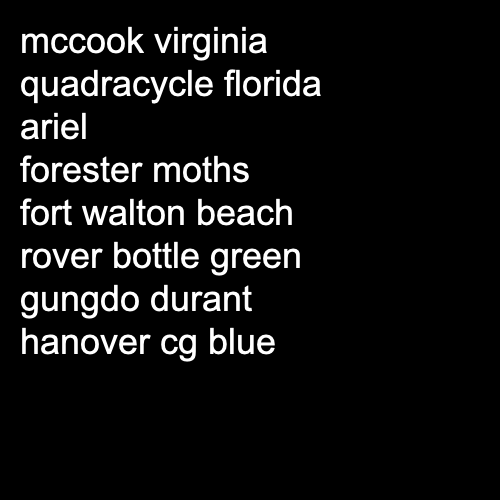 mccook virginia
quadracycle florida
ariel
forester moths
fort walton beach
rover bottle green
gungdo durant
hanover cg blue